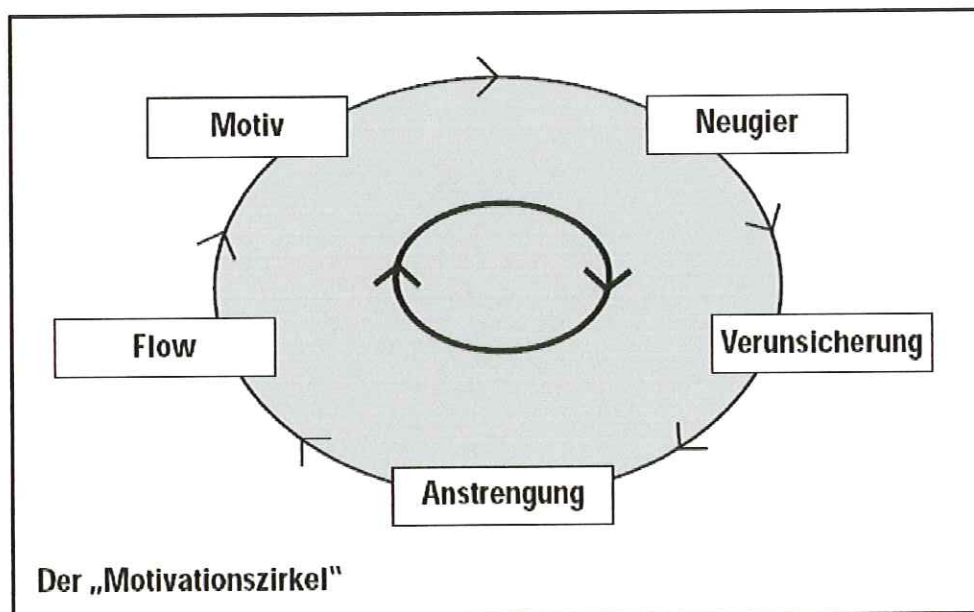 Motiv
Neugier
Flow
Verunsicherung
Anstrengung
Der „Motivationszirkel“